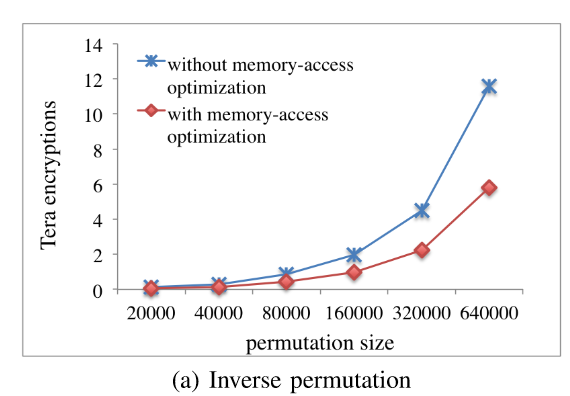 14
12
10
8
6
4
2
0
Tera encryptions
without memory-access
optimization
with memory-access
optimization
20000 40000 80000 160000 320000 640000
permutation size
(a) Inverse permutation